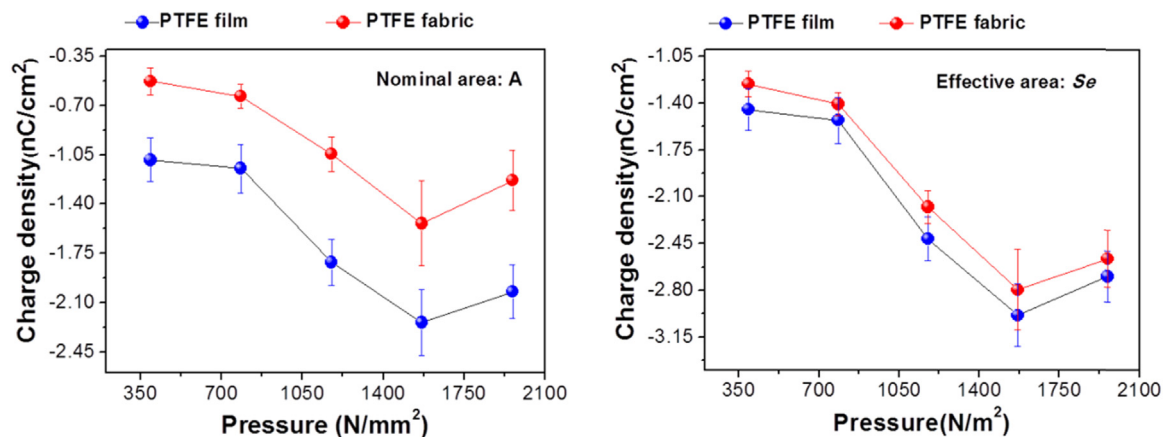 PTFE film PTFE fabric
Nominal area: A
Charge density(nC/cm²)
-0.35
-0.70
-1.05
-1.40
-1.75
-2.10
-2.45
350 700 1050 1400 1750 2100
Pressure (N/mm²)
PTFE film PTFE fabric
Effective area: Se
Charge density(nC/cm²)
-1.05
-1.40
-1.75
-2.10
-2.45
-2.80
-3.15
350 700 1050 1400 1750 2100
Pressure(N/m²)